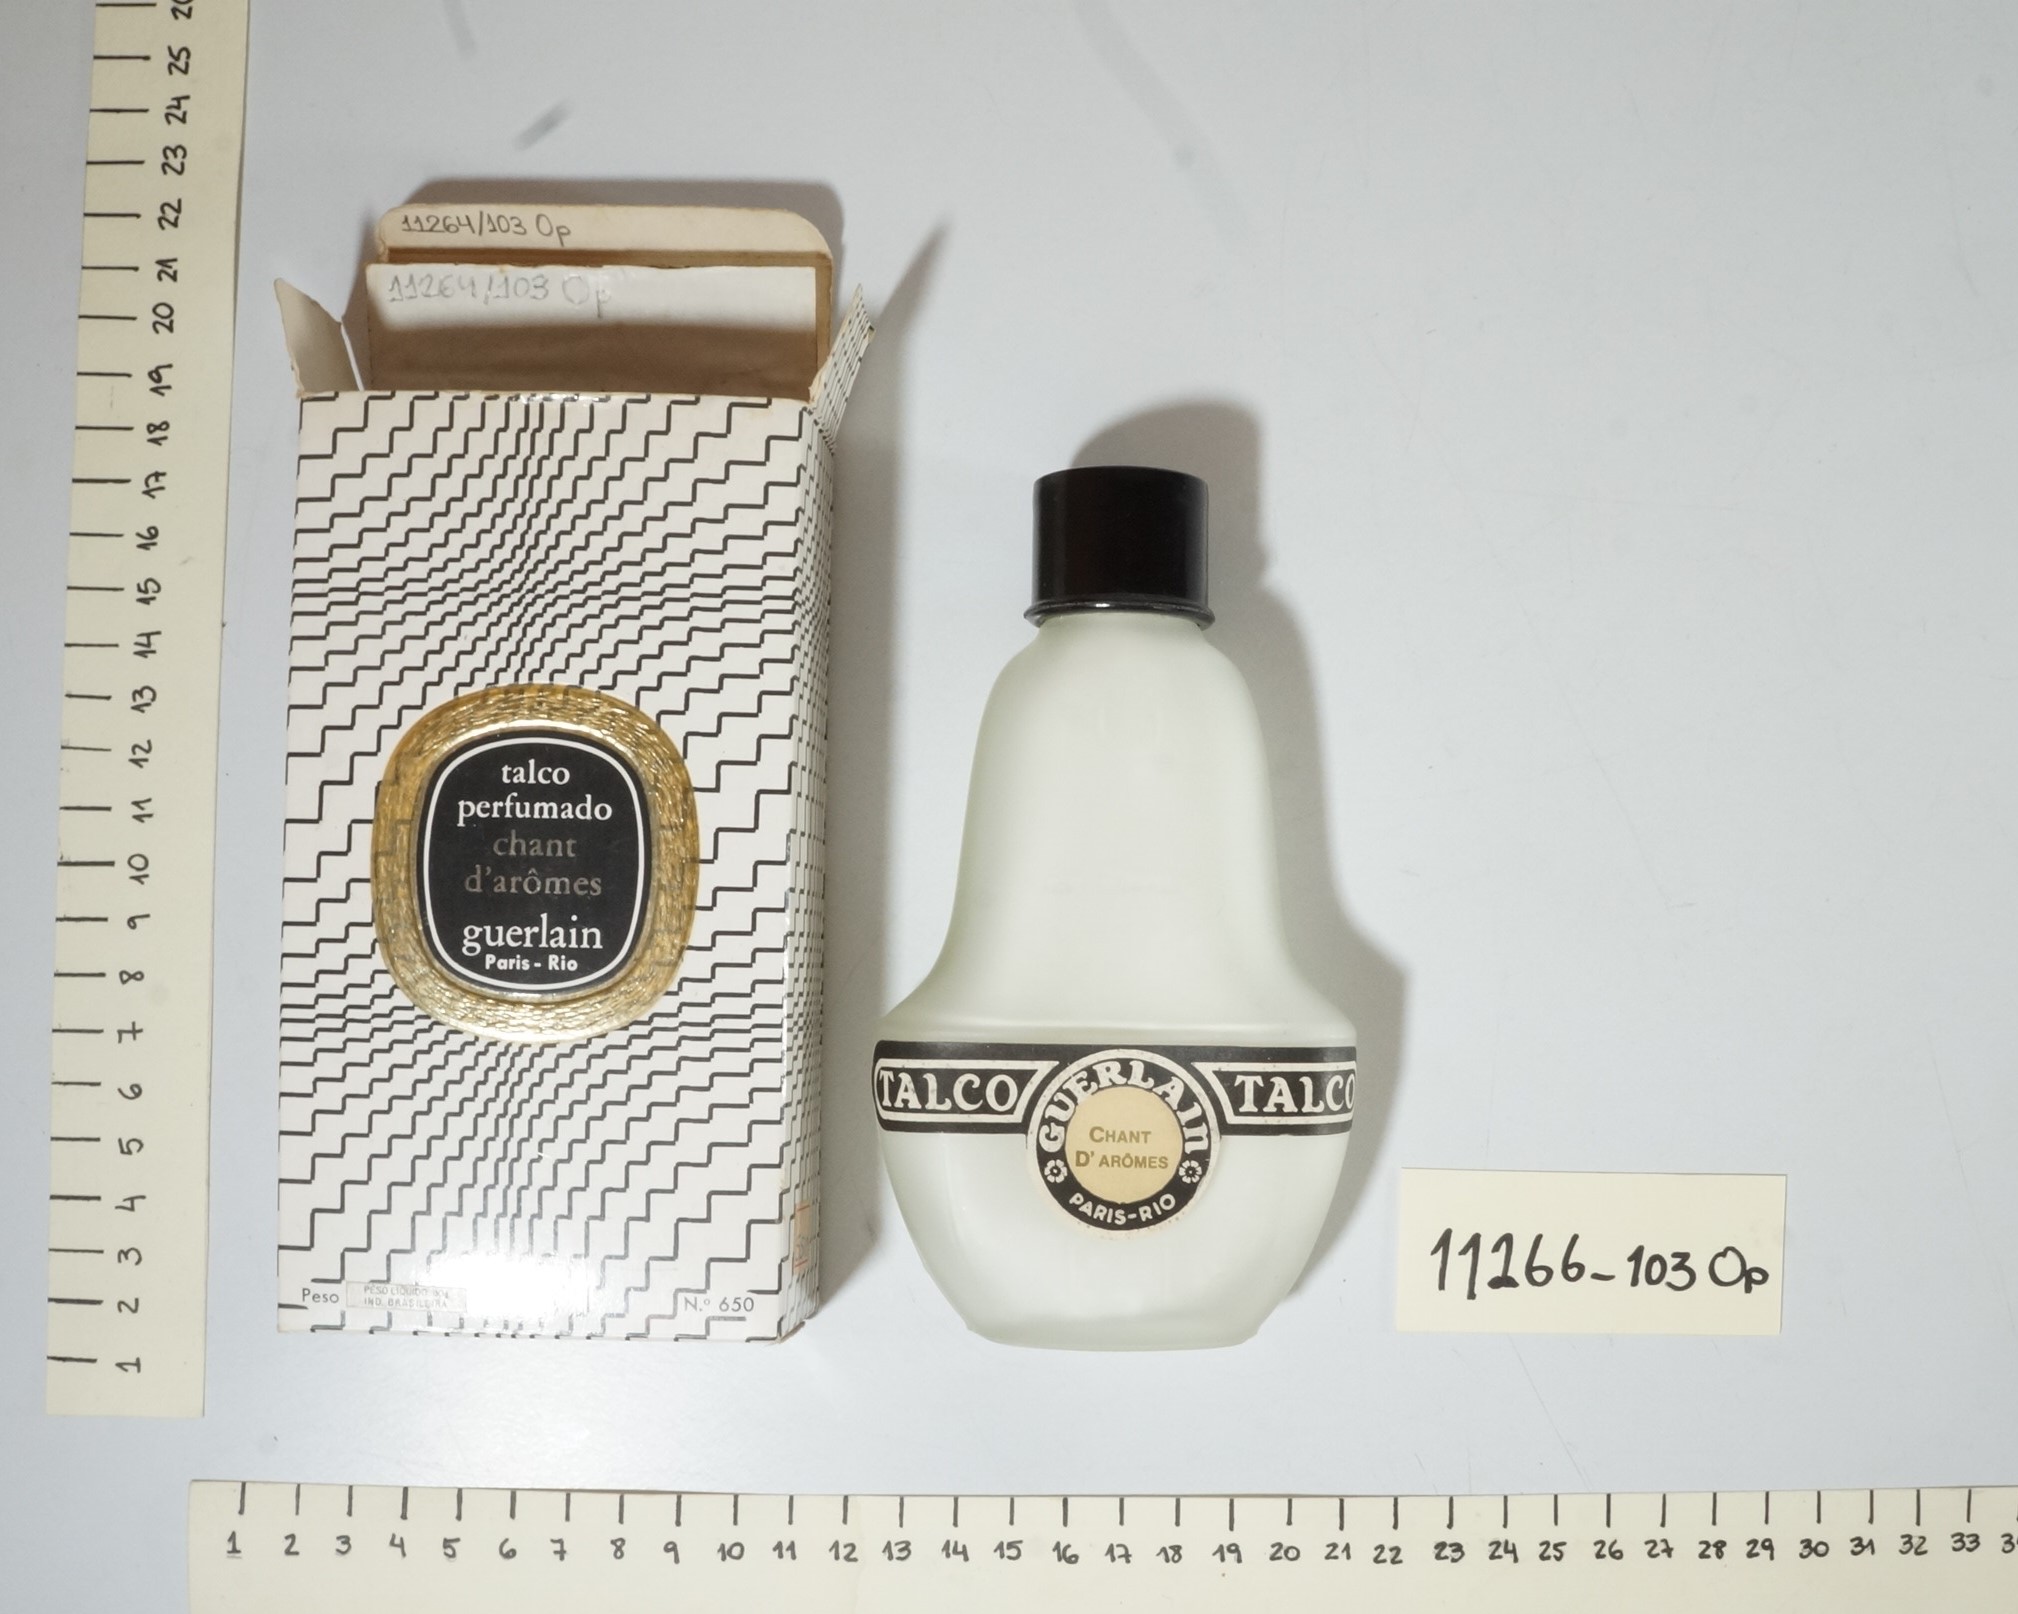 11264/103 Op
11264/103 Op
talco
perfumado
chant
d'arômes
guerlain
Paris - Rio
Peso
PESO LIQUIDO
IND. BRASILEIRA
N.º 650
TALCO
GUERLAIN
TALCO
CHANT
D' ARÔMES
PARIS-RIO
11266-103 Op
25
24
23
22
21
20
19
18
17
16
15
14
13
12
11
10
9
8
7
6
5
4
3
2
1
1 2 3 4 5 6 7 8 9 10 11 12 13 14 15 16 17 18 19 20 21 22 23 24 25 26 27 28 29 30 31 32 33